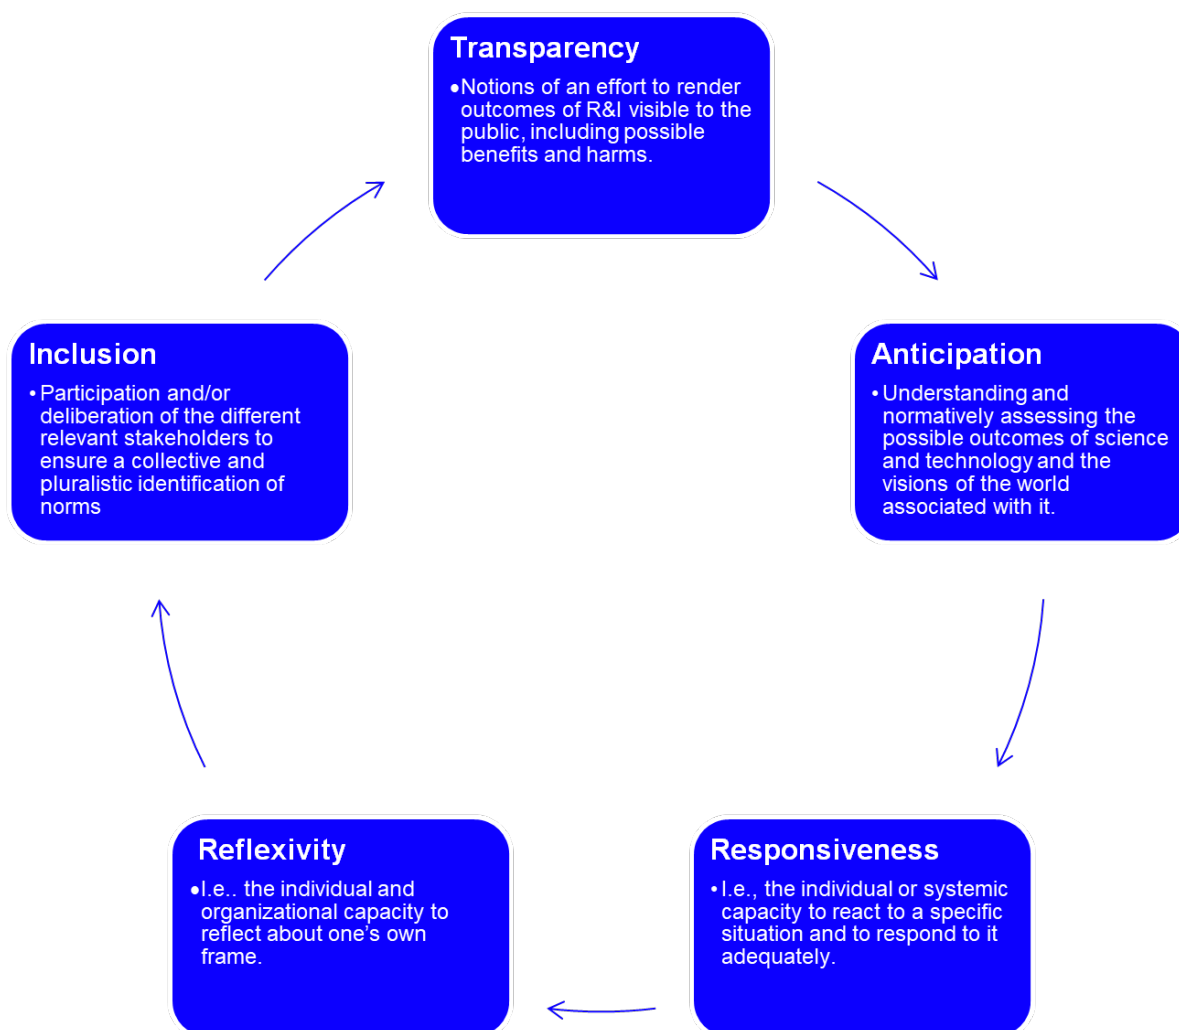 Transparency
•Notions of an effort to render
outcomes of R&I visible to the
public, including possible
benefits and harms.
Anticipation
• Understanding and
normatively assessing the
possible outcomes of science
and technology and the
visions of the world
associated with it.
Responsiveness
• I.e., the individual or systemic
capacity to react to a specific
situation and to respond to it
adequately.
Reflexivity
•I.e.. the individual and
organizational capacity to
reflect about one’s own
frame.
Inclusion
• Participation and/or
deliberation of the different
relevant stakeholders to
ensure a collective and
pluralistic identification of
norms